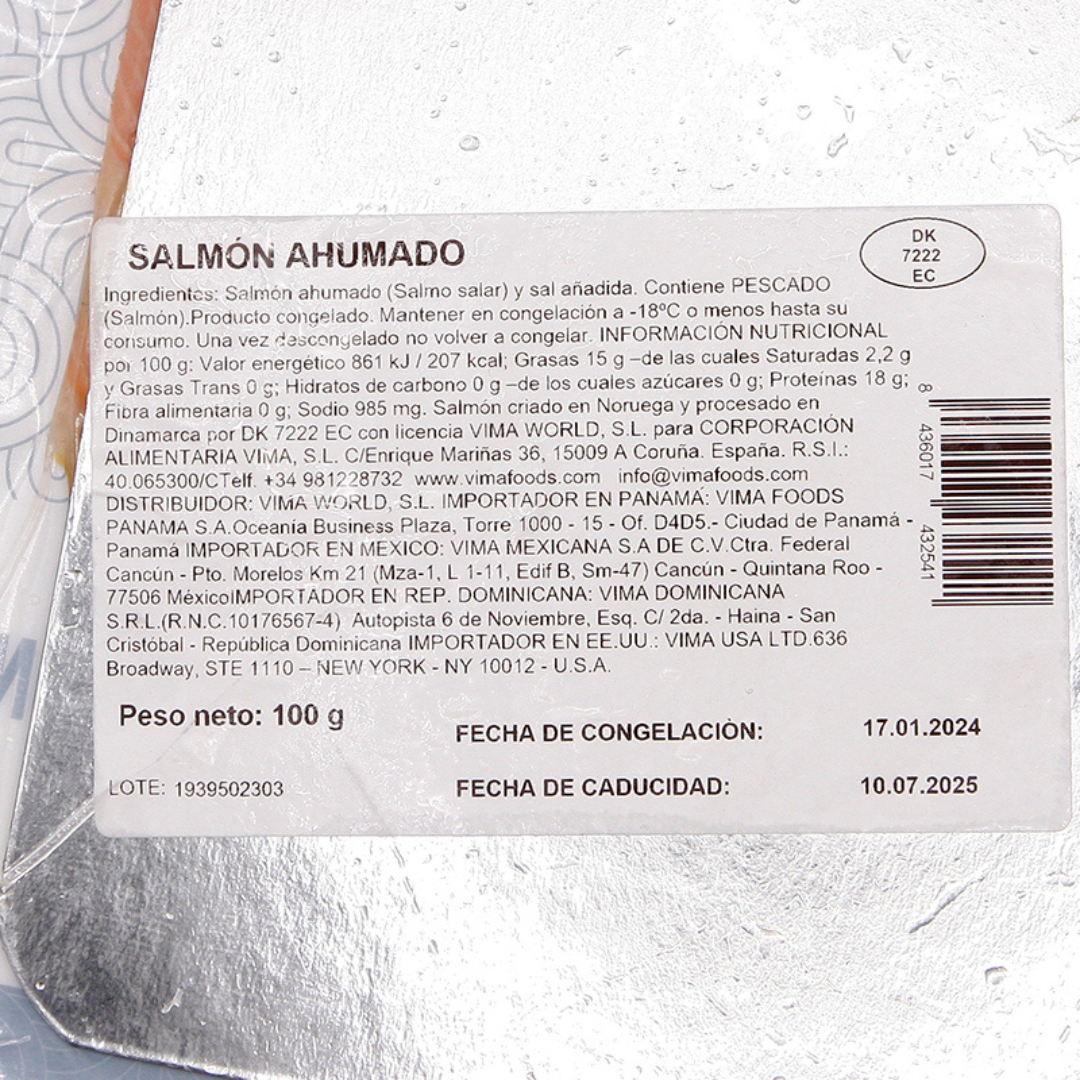 SALMÓN AHUMADO
DK
7222
EC
Ingredientes: Salmón ahumado (Salmo salar) y sal añadida. Contiene PESCADO
(Salmón).Producto congelado. Mantener en congelación a -18ºC o menos hasta su
consumo. Una vez descongelado no volver a congelar. INFORMACIÓN NUTRICIONAL
por 100 g: Valor energético 861 kJ / 207 kcal; Grasas 15 g –de las cuales Saturadas 2,2 g
y Grasas Trans 0 g; Hidratos de carbono 0 g –de los cuales azúcares 0 g; Proteínas 18 g;
Fibra alimentaria 0 g; Sodio 985 mg. Salmón criado en Noruega y procesado en
Dinamarca por DK 7222 EC con licencia VIMA WORLD, S.L. para CORPORACIÓN
ALIMENTARIA VIMA, S.L. C/Enrique Mariñas 36, 15009 A Coruña. España. R.S.I.:
40.065300/CTelf. +34 981228732 www.vimafoods.com info@vimafoods.com
DISTRIBUIDOR: VIMA WORLD, S.L. IMPORTADOR EN PANAMÁ: VIMA FOODS
PANAMA S.A.Oceanía Business Plaza, Torre 1000 - 15 - Of. D4D5.- Ciudad de Panamá -
Panamá IMPORTADOR EN MEXICO: VIMA MEXICANA S.A DE C.V.Ctra. Federal
Cancún - Pto. Morelos Km 21 (Mza-1, L 1-11, Edif B, Sm-47) Cancún - Quintana Roo -
77506 MéxicoIMPORTADOR EN REP. DOMINICANA: VIMA DOMINICANA
S.R.L.(R.N.C.10176567-4) Autopista 6 de Noviembre, Esq. C/ 2da. - Haina - San
Cristóbal - República Dominicana IMPORTADOR EN EE.UU.: VIMA USA LTD.636
Broadway, STE 1110 – NEW YORK - NY 10012 - U.S.A.
8 436017 432541
Peso neto: 100 g
FECHA DE CONGELACIÓN: 17.01.2024
LOTE: 1939502303
FECHA DE CADUCIDAD: 10.07.2025
M